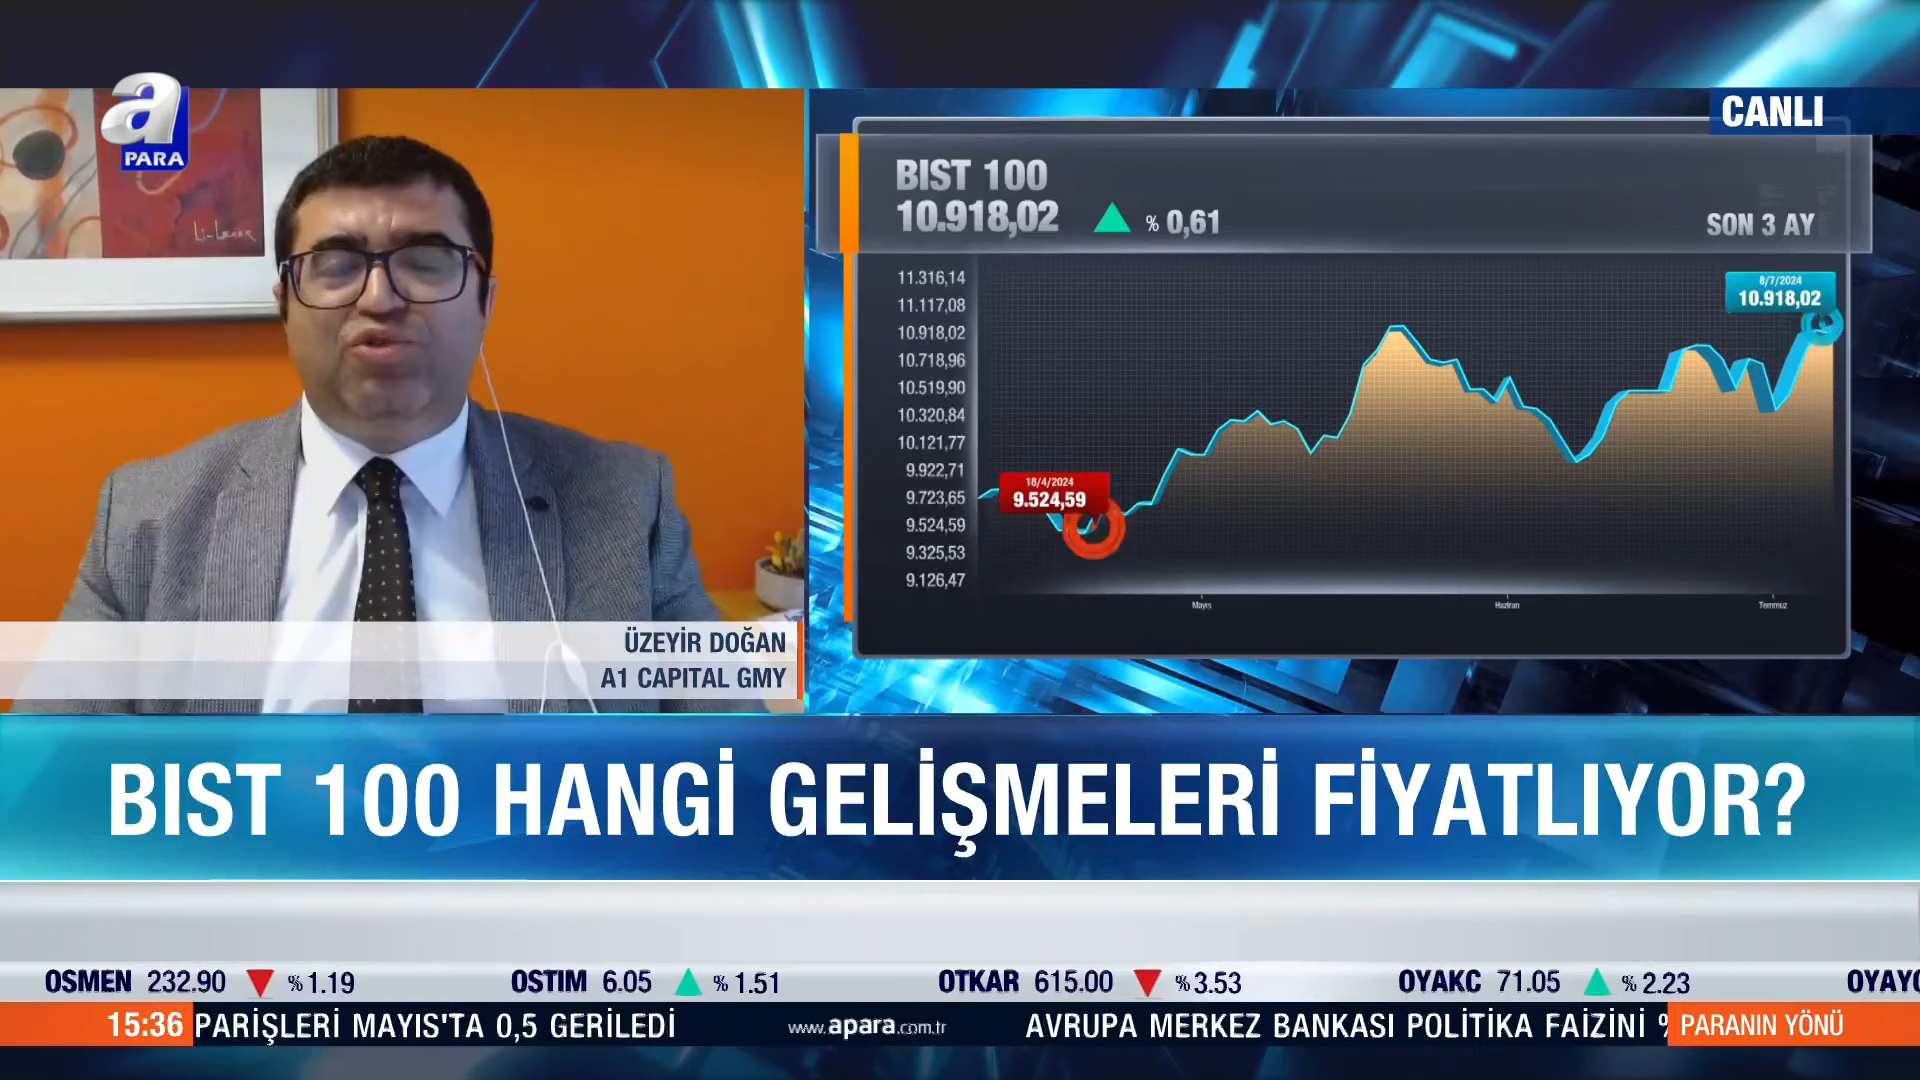 a
PARA
Li-Leger
CANLI
BIST 100
10.918,02
% 0,61
SON 3 AY
11.316,14
11.117,08
10.918,02
10.718,96
10.519,90
10.320,84
10.121,77
9.922,71
9.723,65
9.524,59
9.325,53
9.126,47
8/7/2024
10.918,02
18/4/2024
9.524,59
Mayıs
Haziran
Temmuz
ÜZEYİR DOĞAN
A1 CAPITAL GMY
BIST 100 HANGİ GELİŞMELERİ FİYATLIYOR?
OSMEN 232.90 % 1.19 OSTIM 6.05 % 1.51 OTKAR 615.00 % 3.53 OYAKC 71.05 % 2.23 OYAYO
15:36 PARİŞLERİ MAYIS'TA 0,5 GERİLEDİ www.apara.com.tr AVRUPA MERKEZ BANKASI POLİTİKA FAİZİNİ % PARANIN YÖNÜ